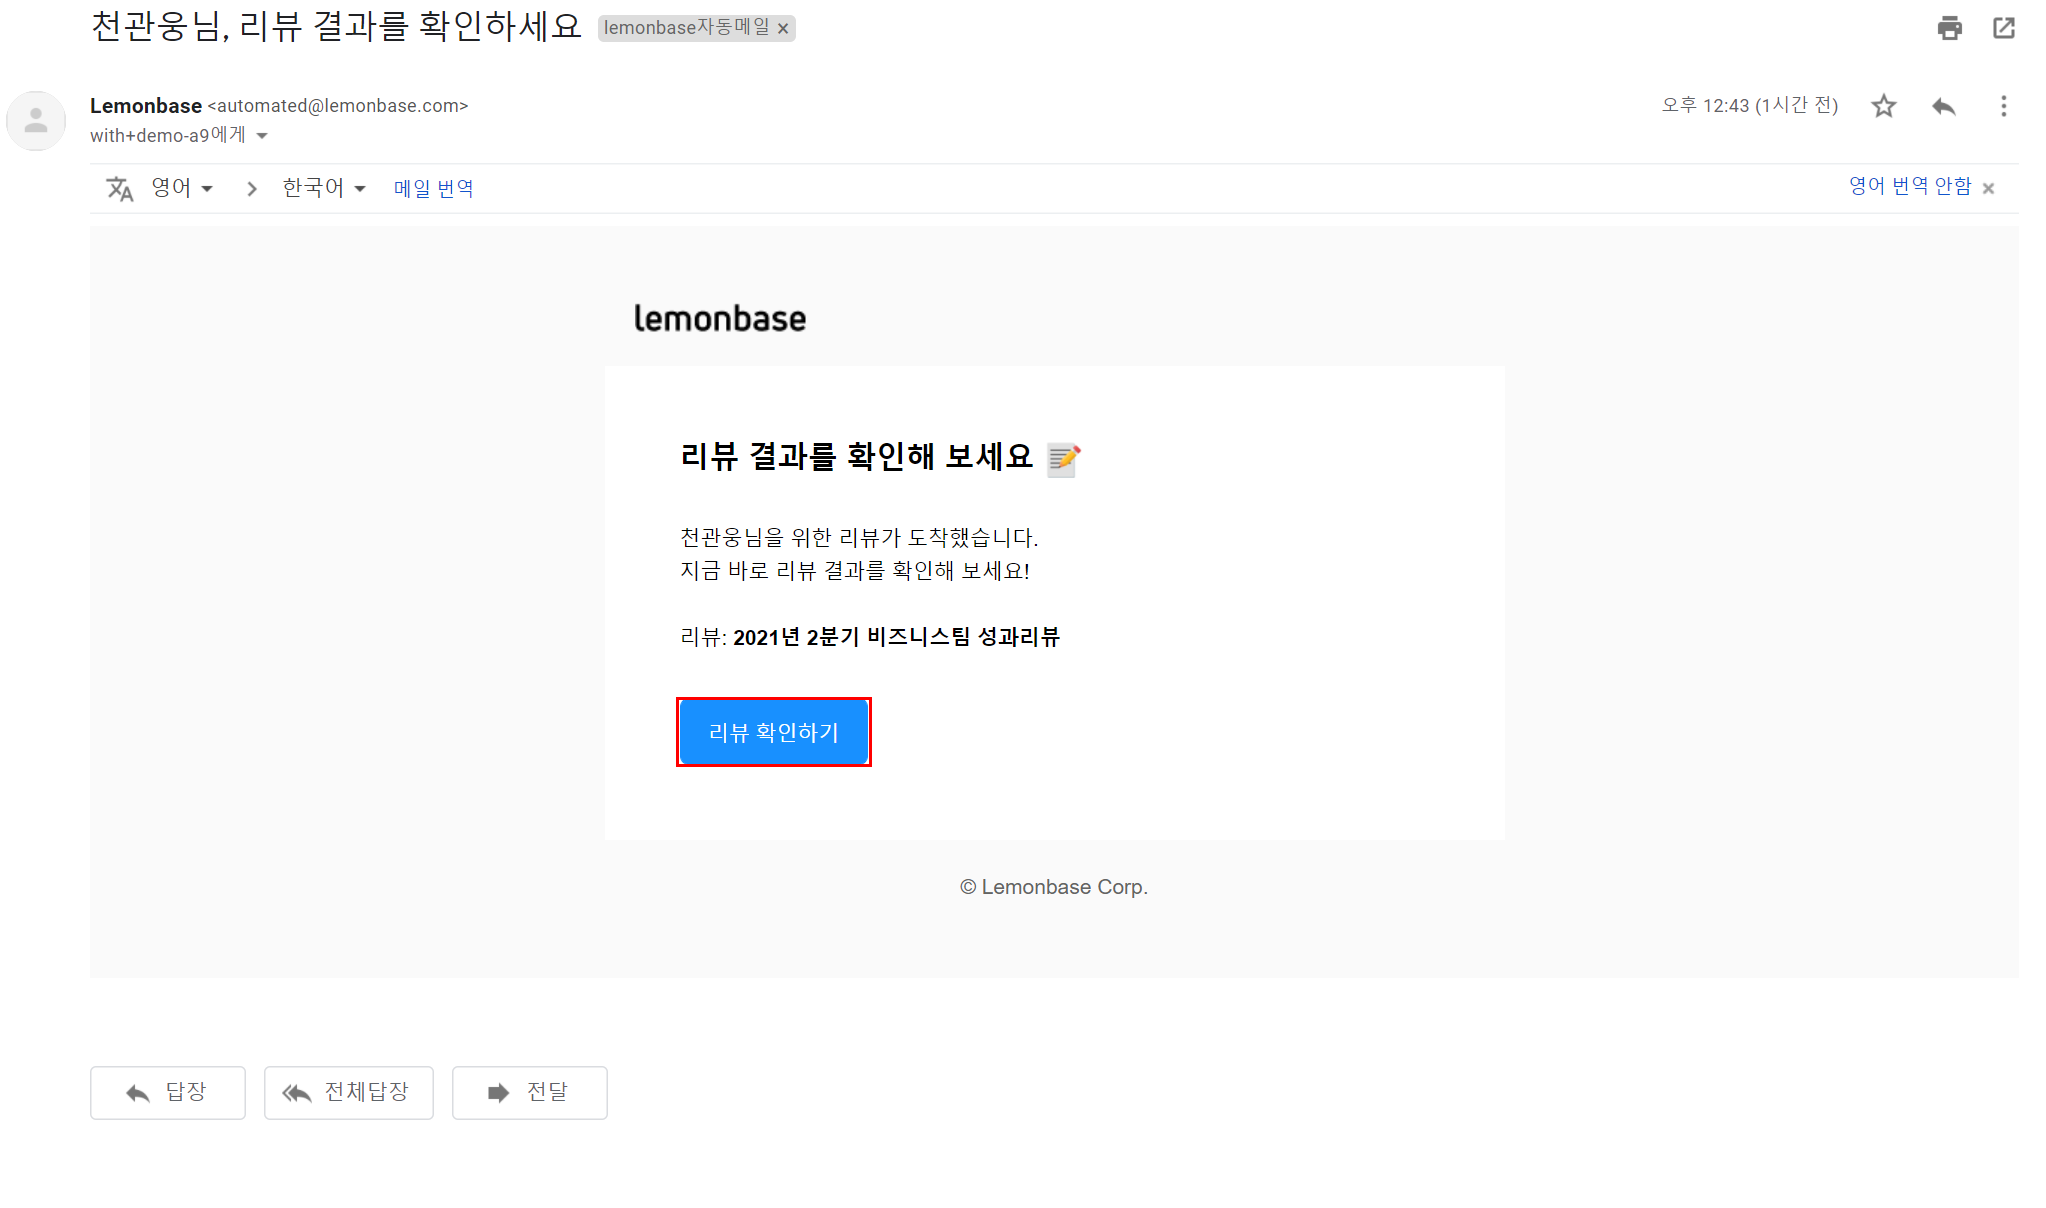 천관웅님, 리뷰 결과를 확인하세요 lemonbase자동메일 ×
Lemonbase <automated@lemonbase.com> 오후 12:43 (1시간 전)
with+demo-a9에게
영어 한국어 메일 번역 영어 번역 안함 ×
lemonbase
리뷰 결과를 확인해 보세요 📝
천관웅님을 위한 리뷰가 도착했습니다.
지금 바로 리뷰 결과를 확인해 보세요!
리뷰: 2021년 2분기 비즈니스팀 성과리뷰
리뷰 확인하기
© Lemonbase Corp.
답장 전체답장 전달